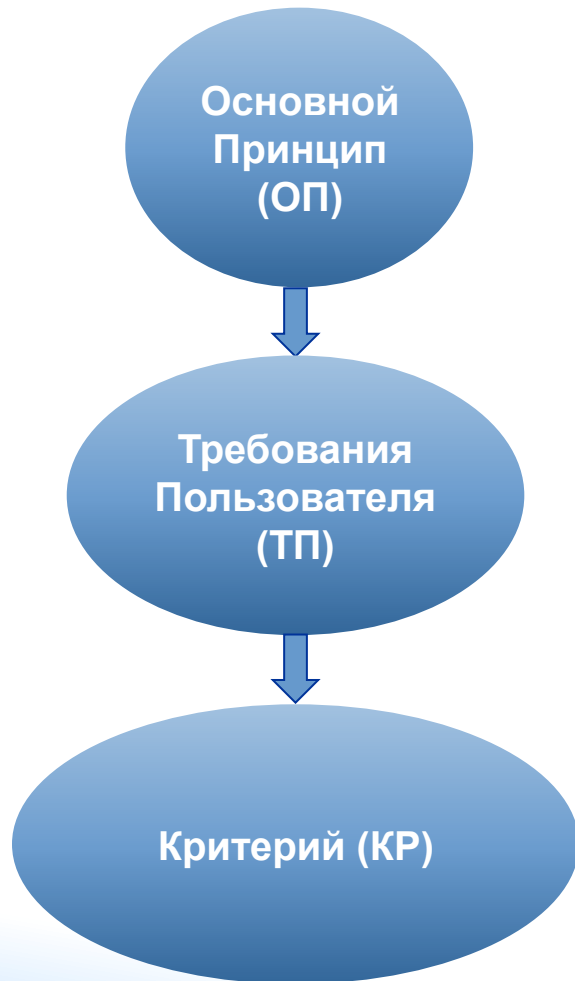 Основной
Принцип
(ОП)
Требования
Пользователя
(ТП)
Критерий (КР)